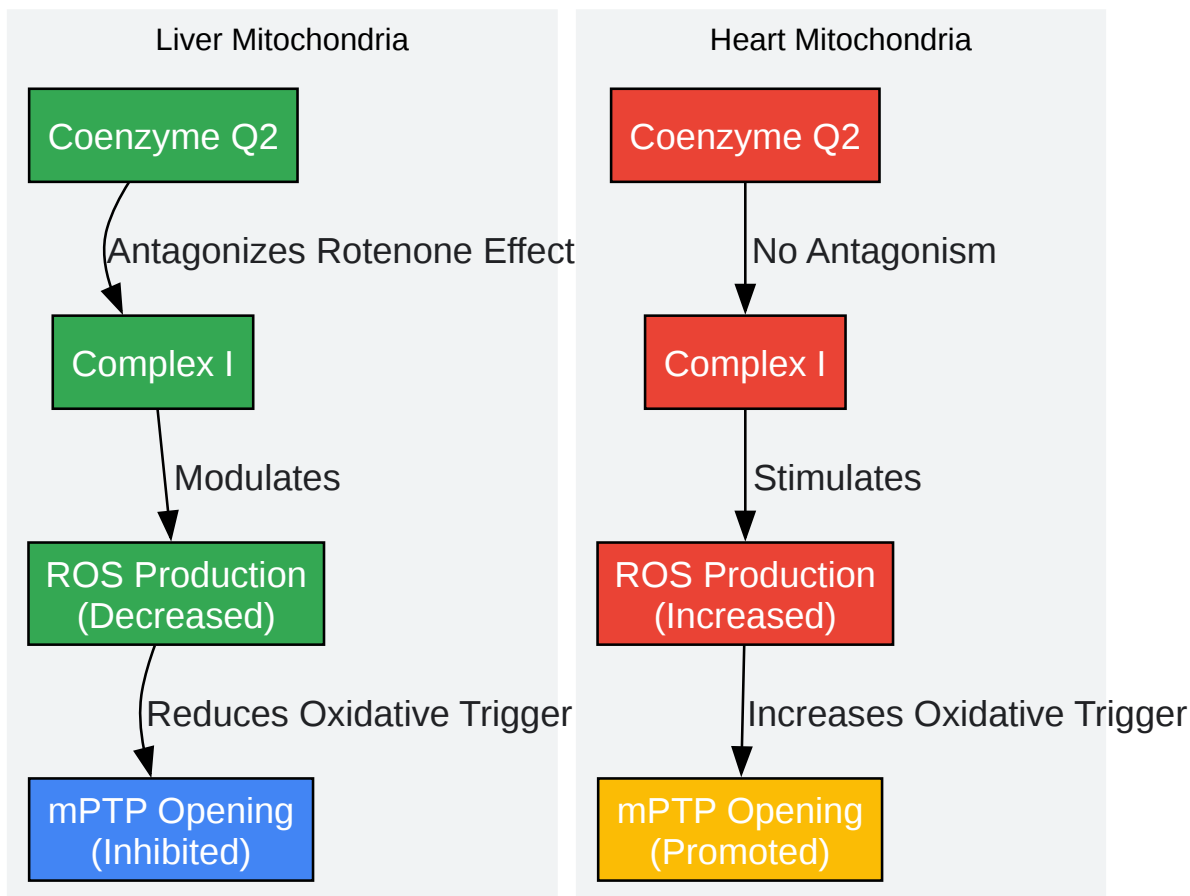 Liver Mitochondria
Coenzyme Q2
Antagonizes Rotenone Effect
Complex I
Modulates
ROS Production
(Decreased)
Reduces Oxidative Trigger
mPTP Opening
(Inhibited)
Heart Mitochondria
Coenzyme Q2
No Antagonism
Complex I
Stimulates
ROS Production
(Increased)
Increases Oxidative Trigger
mPTP Opening
(Promoted)